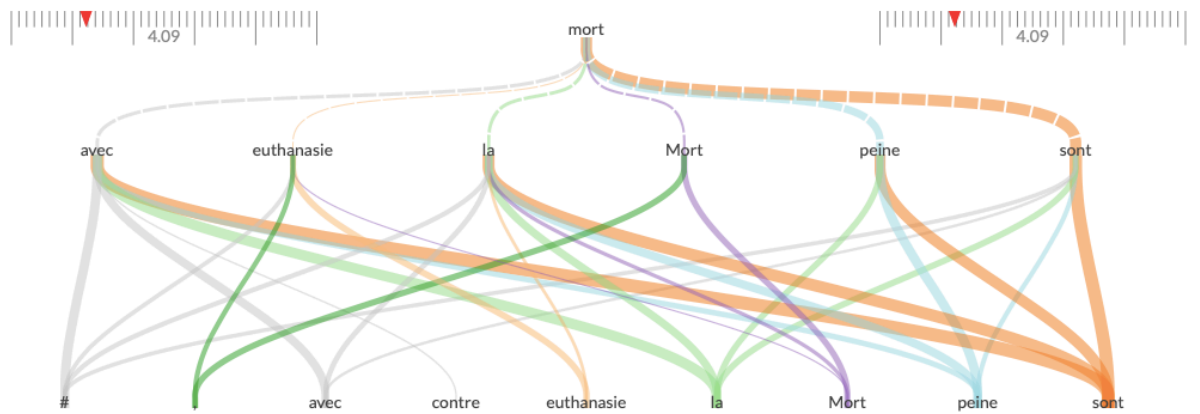 4.09 4.09
mort
avec euthanasie la Mort peine sont
# , avec contre euthanasie la Mort peine sont